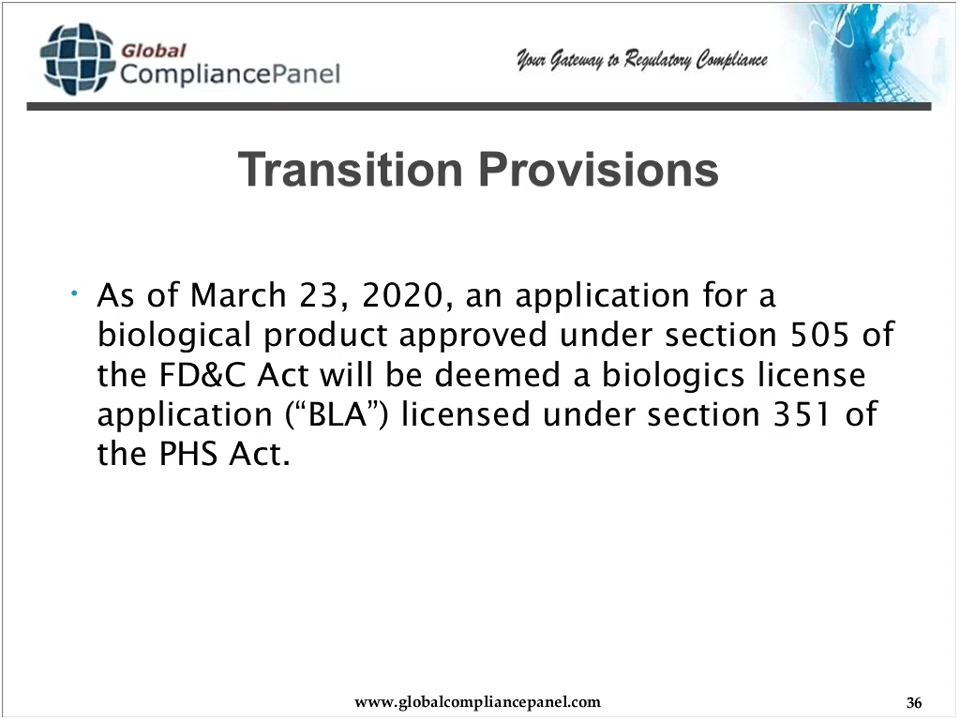 Global
CompliancePanel
Your Gateway to Regulatory Compliance
Transition Provisions
• As of March 23, 2020, an application for a
biological product approved under section 505 of
the FD&C Act will be deemed a biologics license
application (“BLA”) licensed under section 351 of
the PHS Act.
www.globalcompliancepanel.com
36